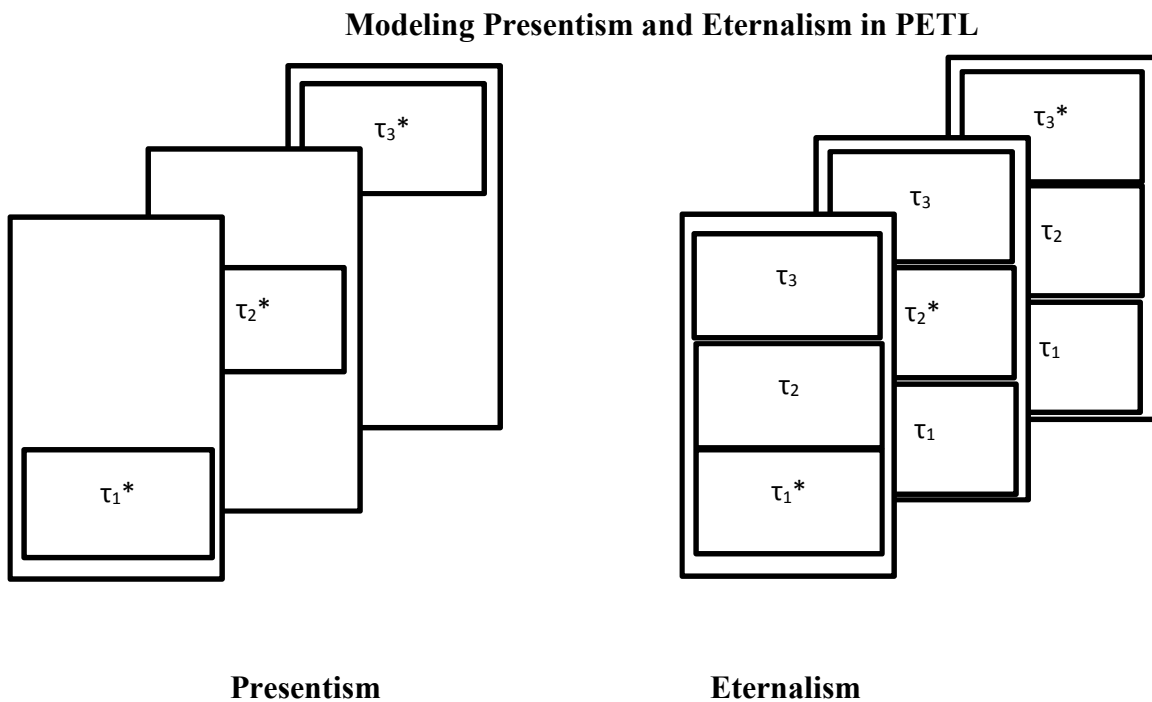 Modeling Presentism and Eternalism in PETL
τ₃*
τ₂*
τ₁*
τ₃*
τ₂
τ₁
τ₃
τ₂*
τ₁
τ₃
τ₂
τ₁*
Presentism Eternalism